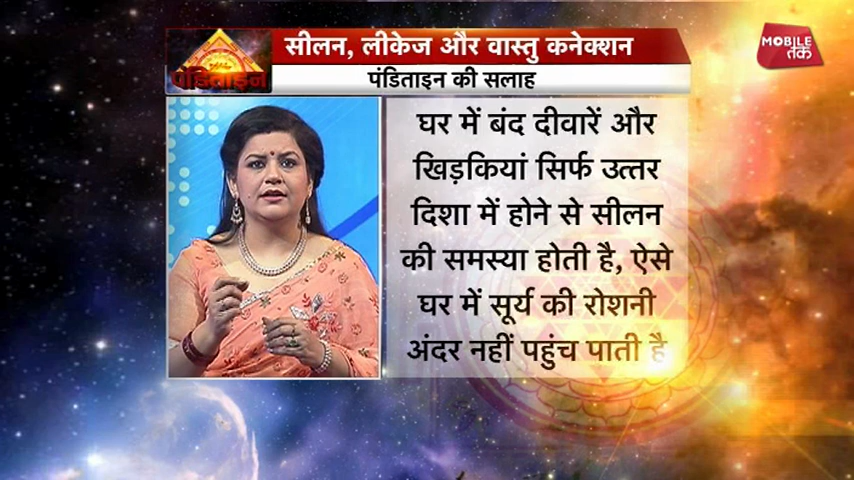 सीलन, लीकेज और वास्तु कनेक्शन
MOBILE
तक
पंडिताइन
पंडिताइन की सलाह
घर में बंद दीवारें और
खिड़कियां सिर्फ उत्तर
दिशा में होने से सीलन
की समस्या होती है, ऐसे
घर में सूर्य की रोशनी
अंदर नहीं पहुंच पाती है